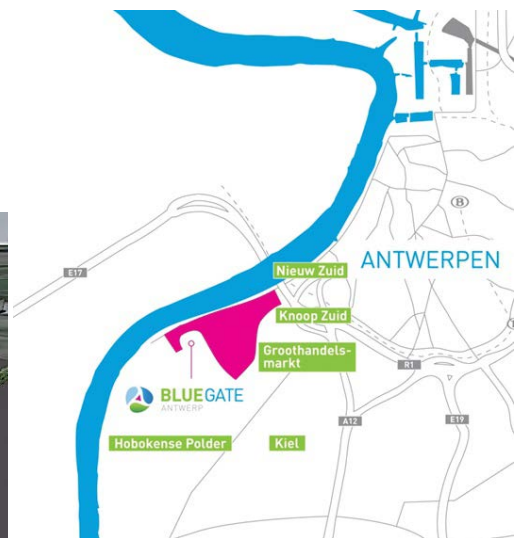 B
ANTWERPEN
E17
Nieuw Zuid
Knoop Zuid
Groothandels-
markt
R1
BLUEGATE
ANTWERP
A12
E19
Hobokense Polder
Kiel